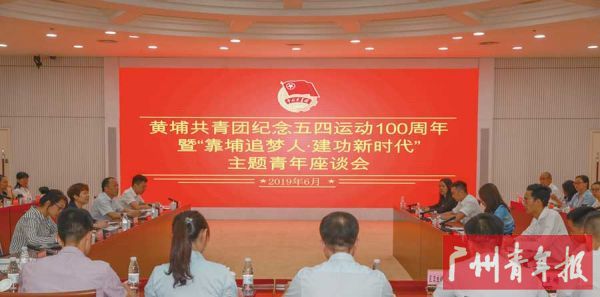 黄埔共青团纪念五四运动100周年
暨“靠埔追梦人·建功新时代”
主题青年座谈会
2019年6月
广州青年报